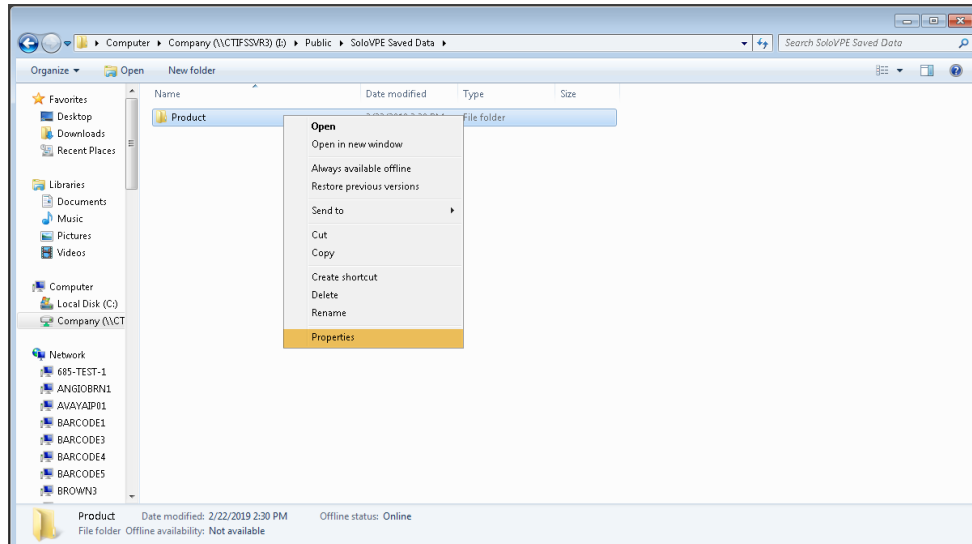 Computer ▸ Company (\\CTIFSSVR3) (I:) ▸ Public ▸ SoloVPE Saved Data ▸
Search SoloVPE Saved Data
Organize ▾ Open New folder
Name Date modified Type Size
Product File folder
Favorites
Desktop
Downloads
Recent Places
Libraries
Documents
Music
Pictures
Videos
Computer
Local Disk (C:)
Company (\\CT
Network
685-TEST-1
ANGIOBRN1
AVAYAIP01
BARCODE1
BARCODE3
BARCODE4
BARCODE5
BROWN3
Open
Open in new window
Always available offline
Restore previous versions
Send to
Cut
Copy
Create shortcut
Delete
Rename
Properties
Product Date modified: 2/22/2019 2:30 PM Offline status: Online
File folder Offline availability: Not available